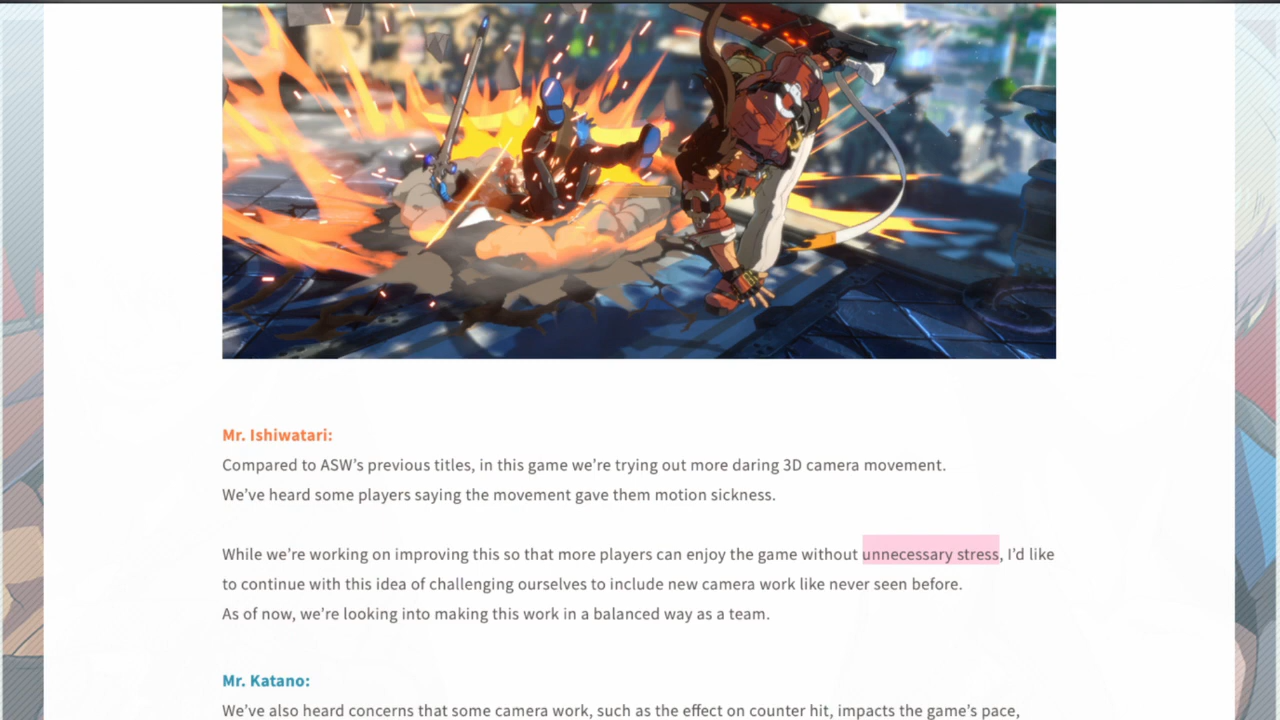 Mr. Ishiwatari:
Compared to ASW’s previous titles, in this game we’re trying out more daring 3D camera movement.
We’ve heard some players saying the movement gave them motion sickness.
While we’re working on improving this so that more players can enjoy the game without unnecessary stress, I’d like
to continue with this idea of challenging ourselves to include new camera work like never seen before.
As of now, we’re looking into making this work in a balanced way as a team.
Mr. Katano:
We’ve also heard concerns that some camera work, such as the effect on counter hit, impacts the game’s pace,